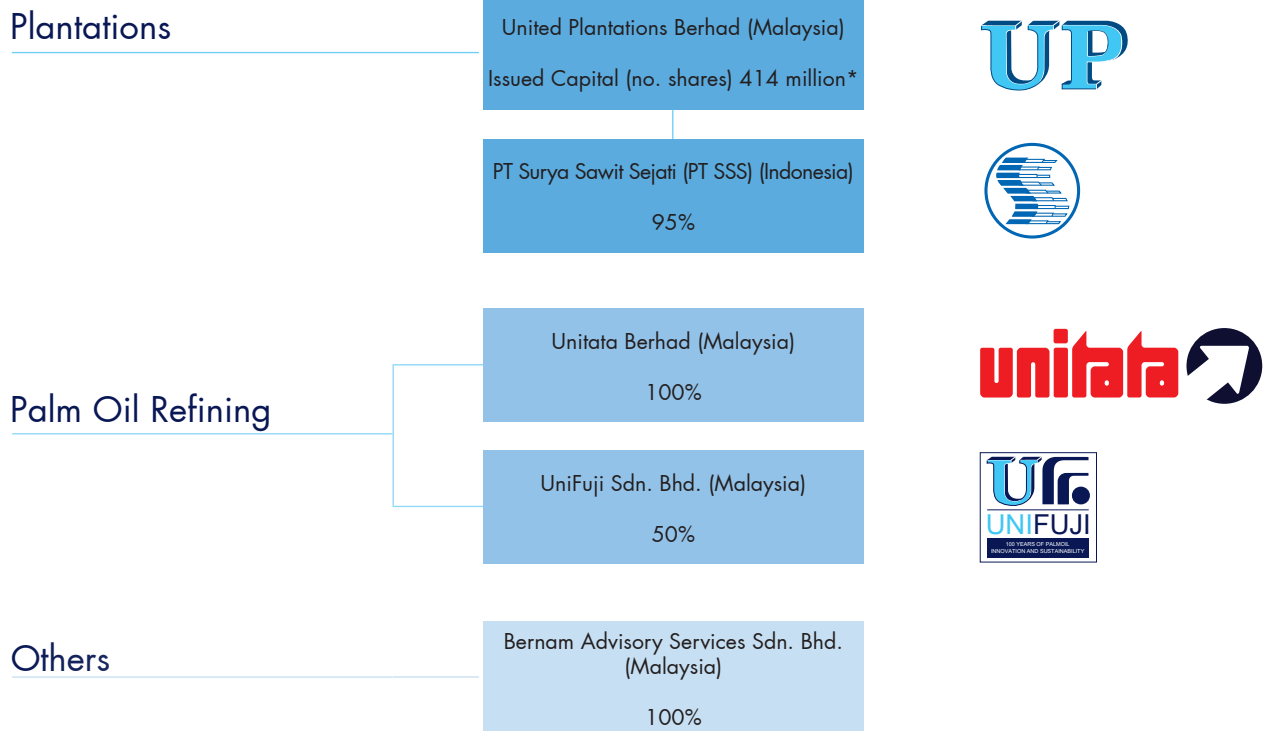 Plantations
United Plantations Berhad (Malaysia)
Issued Capital (no. shares) 414 million*
UP
PT Surya Sawit Sejati (PT SSS) (Indonesia)
95%
Palm Oil Refining
Unitata Berhad (Malaysia)
100%
unitata
UniFuji Sdn. Bhd. (Malaysia)
50%
UNIFUJI
100 YEARS OF PALMOIL
INNOVATION AND SUSTAINABILITY
Others
Bernam Advisory Services Sdn. Bhd.
(Malaysia)
100%